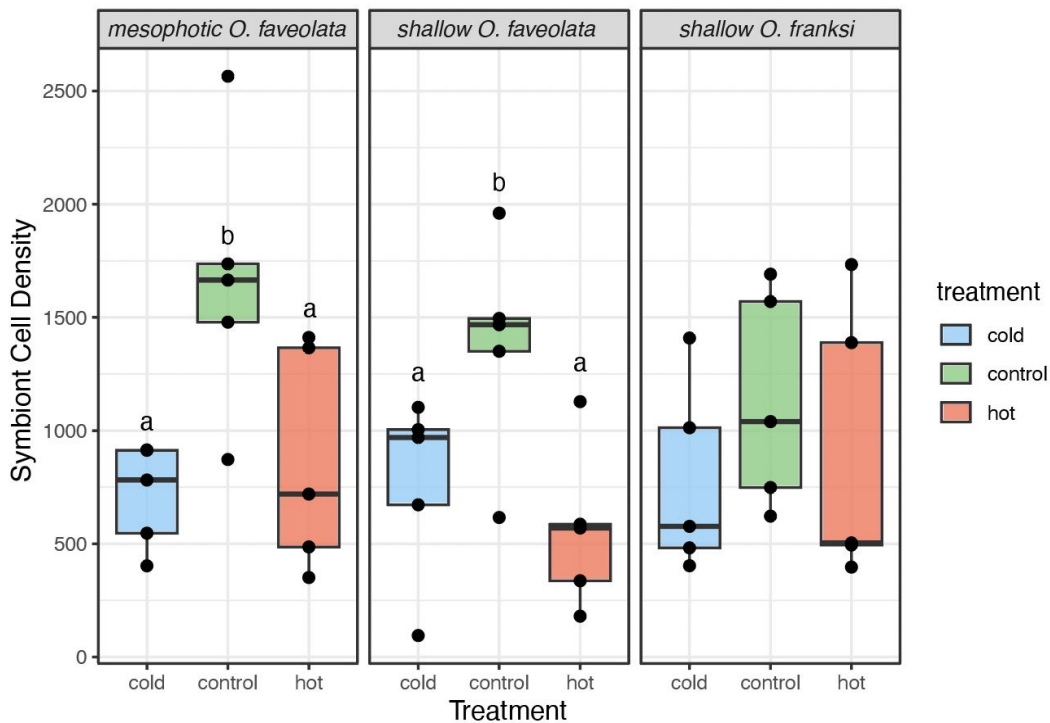 mesophotic O. faveolata
shallow O. faveolata
shallow O. franksi
Symbiont Cell Density
2500
2000
1500
1000
500
0
a
b
a
a
b
a
cold
control
hot
cold
control
hot
cold
control
hot
Treatment
treatment
cold
control
hot